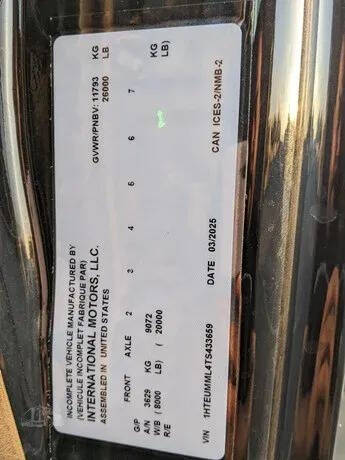 INCOMPLETE VEHICLE MANUFACTURED BY
(VEHICULE INCOMPLET FABRIQUE PAR)
INTERNATIONAL MOTORS, LLC.
ASSEMBLED IN UNITED STATES
GVWR/PNBV: 11793 KG
26000 LB
FRONT AXLE 2 3 4 5 6 7
G/P
A/N 3629 KG 9072 (KG
W/B (8000 LB) (20000 LB)
R/E
VIN 1HTEUMML4TS433659 DATE 03/2025 CAN ICES-2/NMB-2